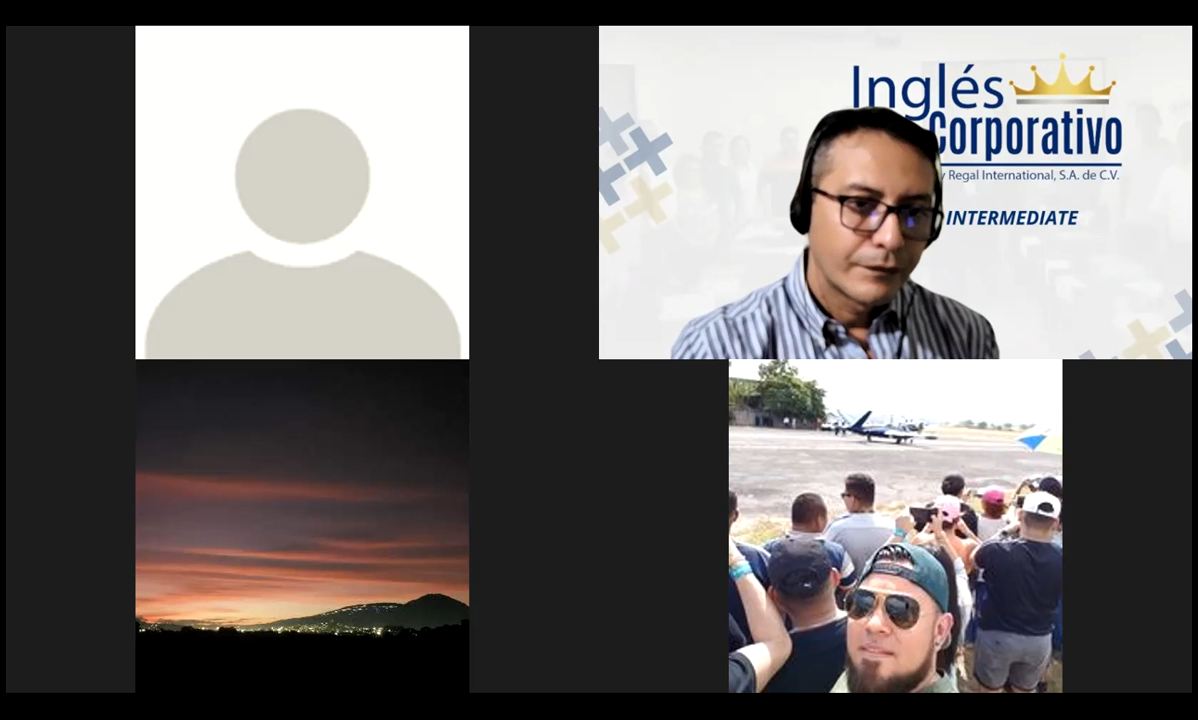 Inglés
Corporativo
y Regal International, S.A. de C.V.
INTERMEDIATE